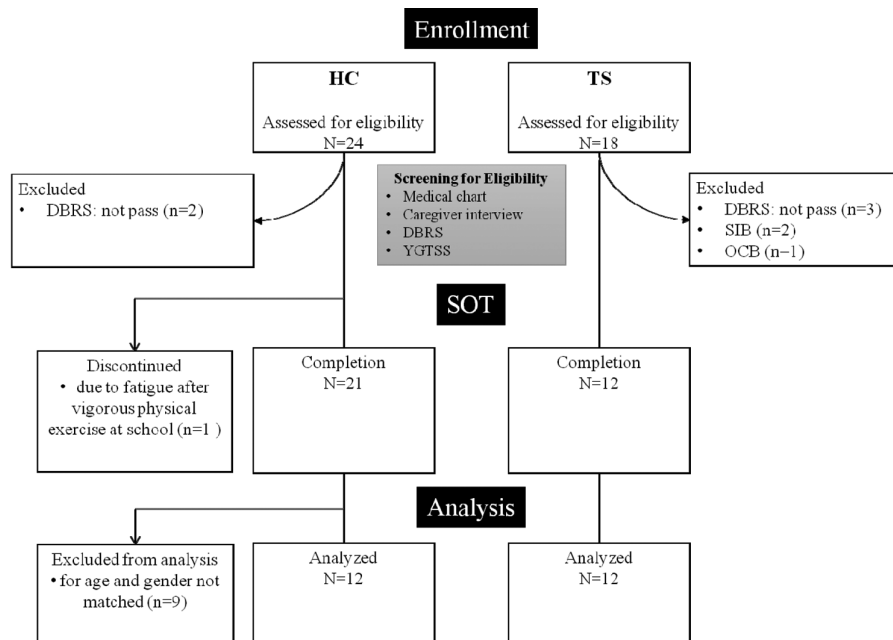 Enrollment
HC
Assessed for eligibility
N=24
TS
Assessed for eligibility
N=18
Excluded
• DBRS: not pass (n=2)
Screening for Eligibility
• Medical chart
• Caregiver interview
• DBRS
• YGTSS
Excluded
• DBRS: not pass (n=3)
• SIB (n=2)
• OCB (n−1)
SOT
Discontinued
• due to fatigue after
vigorous physical
exercise at school (n=1 )
Completion
N=21
Completion
N=12
Analysis
Excluded from analysis
• for age and gender not
matched (n=9)
Analyzed
N=12
Analyzed
N=12